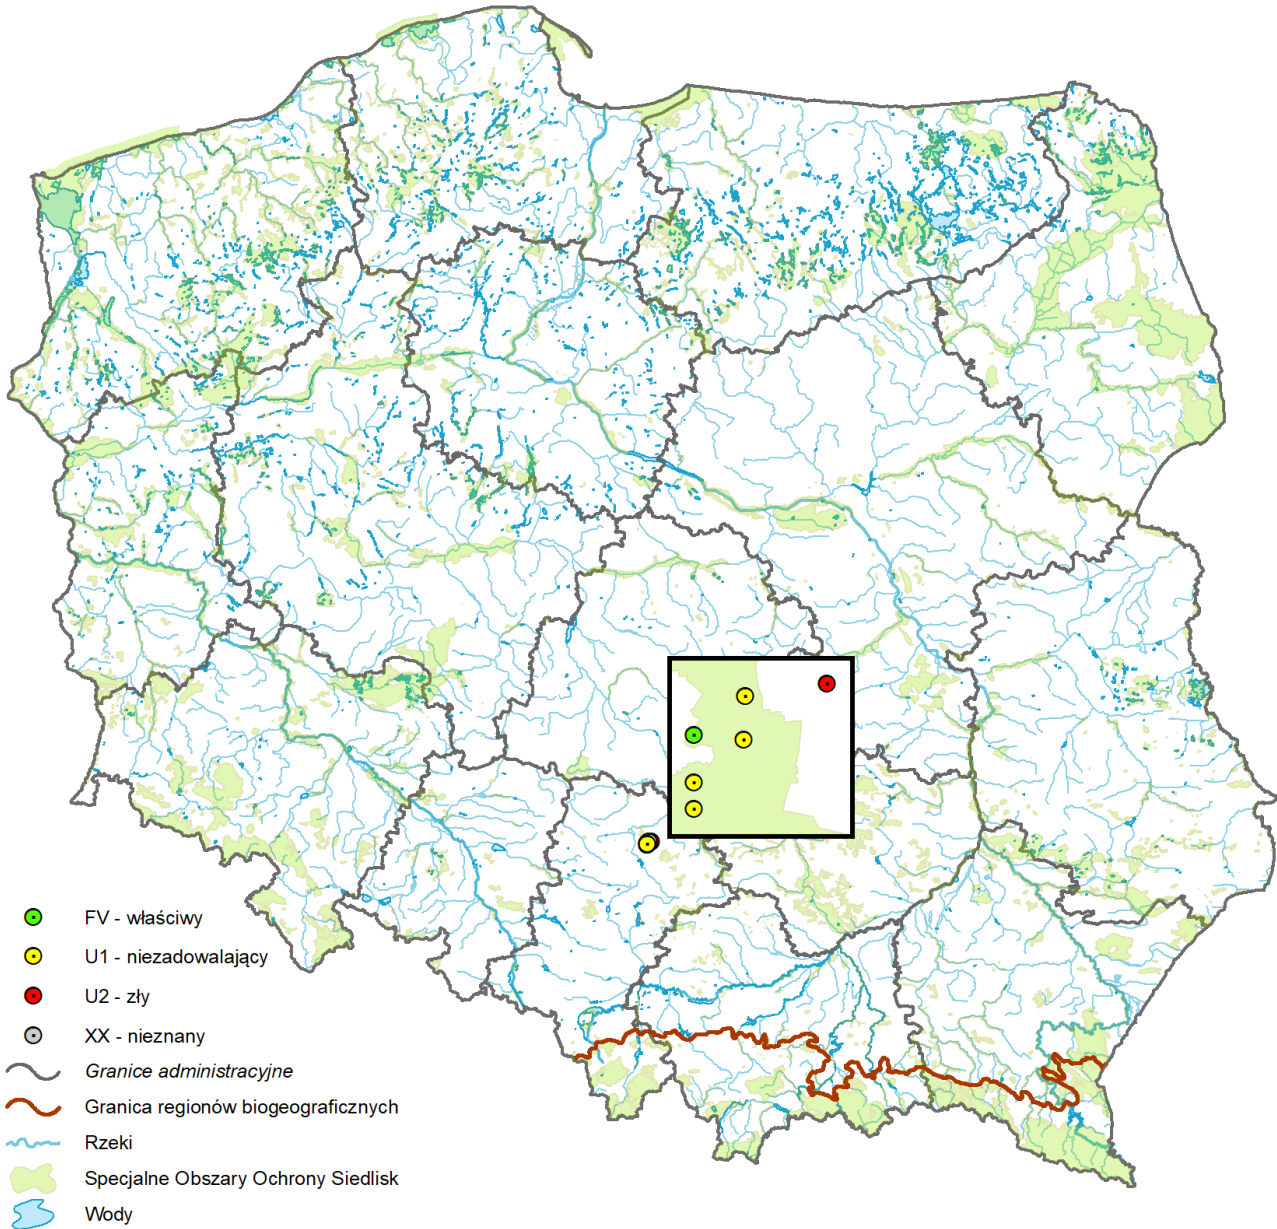 FV - właściwy
U1 - niezadowalający
U2 - zły
XX - nieznany
Granice administracyjne
Granica regionów biogeograficznych
Rzeki
Specjalne Obszary Ochrony Siedlisk
Wody